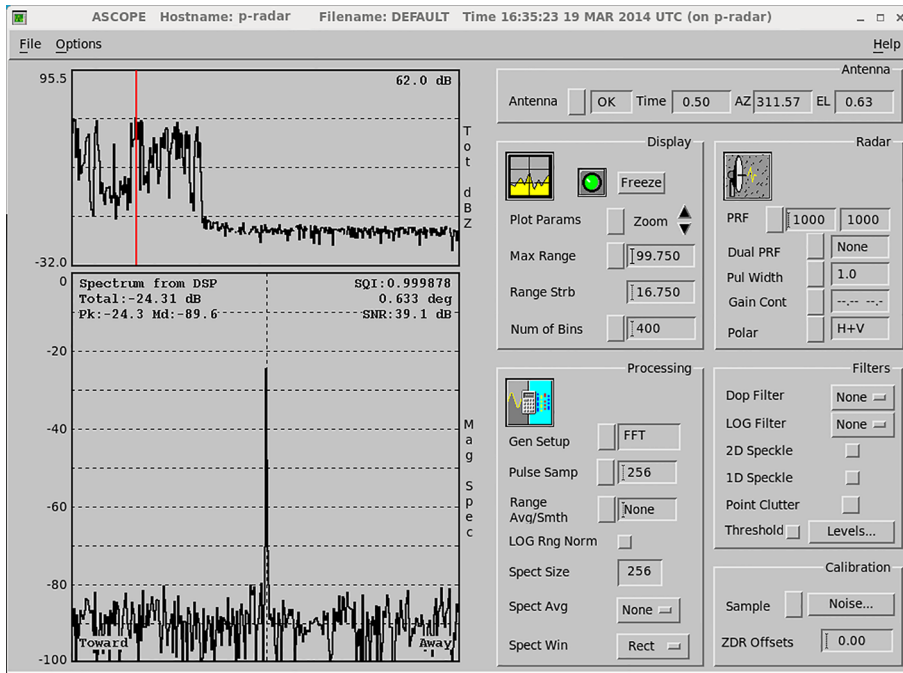 ASCOPE Hostname: p-radar Filename: DEFAULT Time 16:35:23 19 MAR 2014 UTC (on p-radar)
File Options Help
95.5
62.0 dB
Tot dBZ
-32.0
0
Spectrum from DSP SQI:0.999878
Total:-24.31 dB 0.633 deg
Pk:-24.3 Md:-89.6 SNR:39.1 dB
-20
-40
-60
-80
-100
Mag Spec
Toward Away
Antenna
Antenna OK Time 0.50 AZ 311.57 EL 0.63
Display
Freeze
Plot Params Zoom
Max Range 99.750
Range Strb 16.750
Num of Bins 400
Radar
PRF 1000 1000
Dual PRF None
Pul Width 1.0
Gain Cont --.-- --.-
Polar H+V
Processing
Gen Setup FFT
Pulse Samp 256
Range
Avg/Smth None
LOG Rng Norm
Spect Size 256
Spect Avg None
Spect Win Rect
Filters
Dop Filter None
LOG Filter None
2D Speckle
1D Speckle
Point Clutter
Threshold Levels...
Calibration
Sample Noise...
ZDR Offsets 0.00